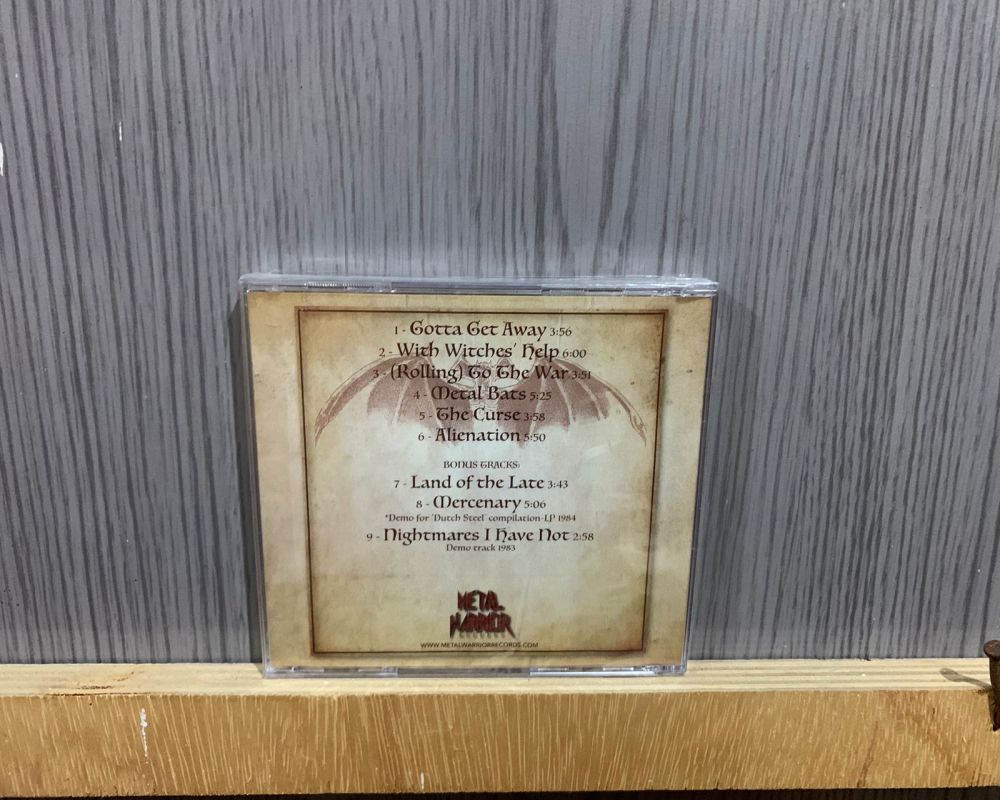 1 - Gotta Get Away 3:56
2 - With Witches' Help 6:00
3 - (Rolling) To The War 3:51
4 - Metal Bats 5:25
5 - The Curse 3:58
6 - Alienation 5:50
BONUS TRACKS:
7 - Land of the Late 3:43
8 - Mercenary 5:06
*Demo for 'Dutch Steel' compilation-LP 1984
9 - Nightmares I Have Not 2:58
Demo track 1983
METAL
WARRIOR
RECORDS
WWW.METALWARRIORRECORDS.COM